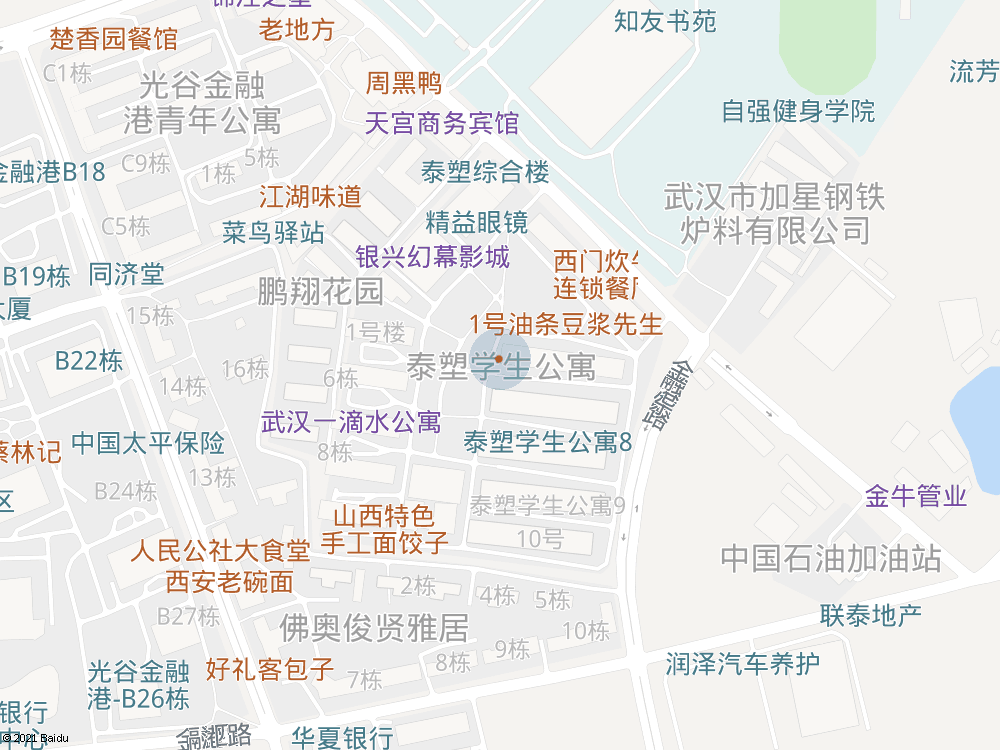 知友书苑
老地方
楚香园餐馆
C1栋
光谷金融
港青年公寓
周黑鸭
流芳
自强健身学院
天宫商务宾馆
C9栋
5栋
1栋
金融港B18
泰塑综合楼
江湖味道
武汉市加星钢铁
炉料有限公司
C5栋
菜鸟驿站
精益眼镜
银兴幻幕影城
西门炊
连锁餐
B19栋
同济堂
大厦
鹏翔花园
15栋
1号楼
1号油条豆浆先生
B22栋
16栋
6栋
泰塑学生公寓
14栋
金融港路
武汉一滴水公寓
中国太平保险
蔡林记
8栋
泰塑学生公寓8
13栋
B24栋
区
泰塑学生公寓9
金牛管业
山西特色
手工面饺子
10号
人民公社大食堂
西安老碗面
中国石油加油站
2栋
4栋
5栋
B27栋
联泰地产
佛奥俊贤雅居
10栋
9栋
8栋
7栋
光谷金融
港-B26栋
好礼客包子
润泽汽车养护
银行
中心
华夏银行
© 2021 Baidu